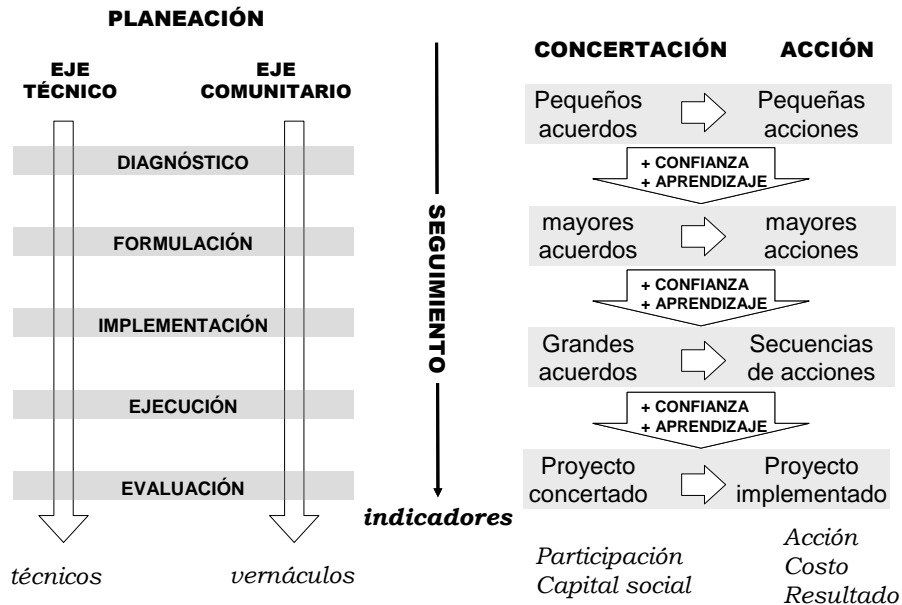 PLANEACIÓN
EJE
TÉCNICO
EJE
COMUNITARIO
DIAGNÓSTICO
FORMULACIÓN
IMPLEMENTACIÓN
EJECUCIÓN
EVALUACIÓN
técnicos
vernáculos
SEGUIMIENTO
indicadores
CONCERTACIÓN
ACCIÓN
Pequeños
acuerdos
Pequeñas
acciones
+ CONFIANZA
+ APRENDIZAJE
mayores
acuerdos
mayores
acciones
+ CONFIANZA
+ APRENDIZAJE
Grandes
acuerdos
Secuencias
de acciones
+ CONFIANZA
+ APRENDIZAJE
Proyecto
concertado
Proyecto
implementado
Participación
Capital social
Acción
Costo
Resultado